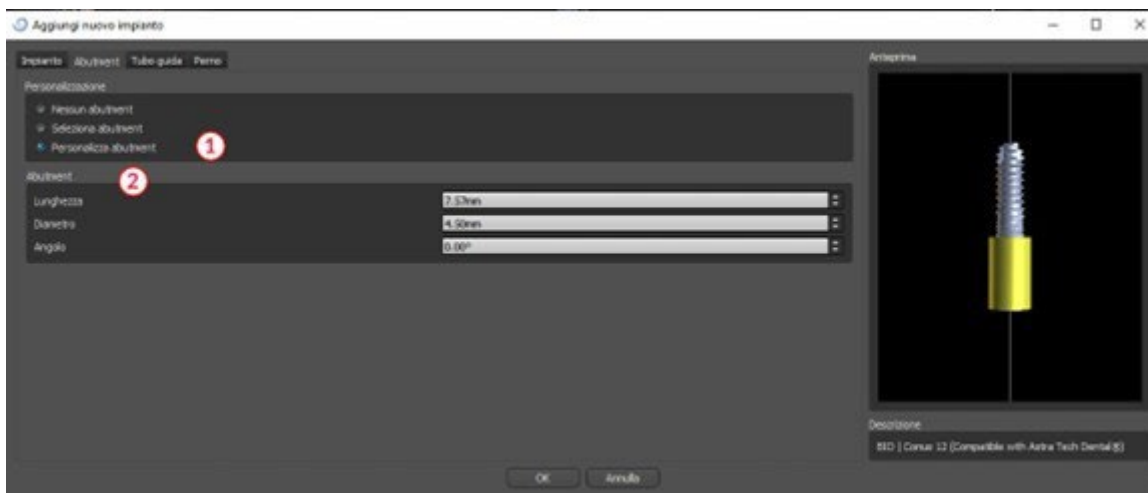 Aggiungi nuovo impianto
Impianto Abutment Tubo guida Perno
Personalizzazione
Nessun abutment
Seleziona abutment
Personalizza abutment
1
Abutment
2
Lunghezza
7.57mm
Diametro
4.50mm
Angolo
0.00°
Anteprima
Descrizione
BIO | Conus 12 (Compatible with Astra Tech Dental®)
OK Annulla